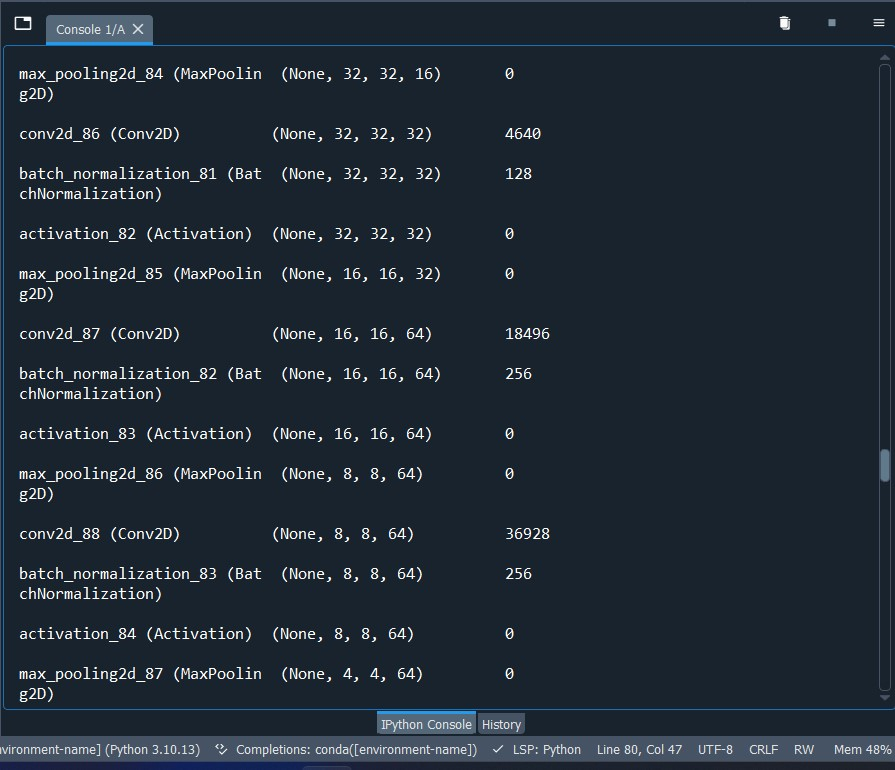 Console 1/A
max_pooling2d_84 (MaxPoolin (None, 32, 32, 16) 0
g2D)
conv2d_86 (Conv2D) (None, 32, 32, 32) 4640
batch_normalization_81 (Bat (None, 32, 32, 32) 128
chNormalization)
activation_82 (Activation) (None, 32, 32, 32) 0
max_pooling2d_85 (MaxPoolin (None, 16, 16, 32) 0
g2D)
conv2d_87 (Conv2D) (None, 16, 16, 64) 18496
batch_normalization_82 (Bat (None, 16, 16, 64) 256
chNormalization)
activation_83 (Activation) (None, 16, 16, 64) 0
max_pooling2d_86 (MaxPoolin (None, 8, 8, 64) 0
g2D)
conv2d_88 (Conv2D) (None, 8, 8, 64) 36928
batch_normalization_83 (Bat (None, 8, 8, 64) 256
chNormalization)
activation_84 (Activation) (None, 8, 8, 64) 0
max_pooling2d_87 (MaxPoolin (None, 4, 4, 64) 0
g2D)
IPython Console History
nvironment-name] (Python 3.10.13) Completions: conda([environment-name]) LSP: Python Line 80, Col 47 UTF-8 CRLF RW Mem 48%